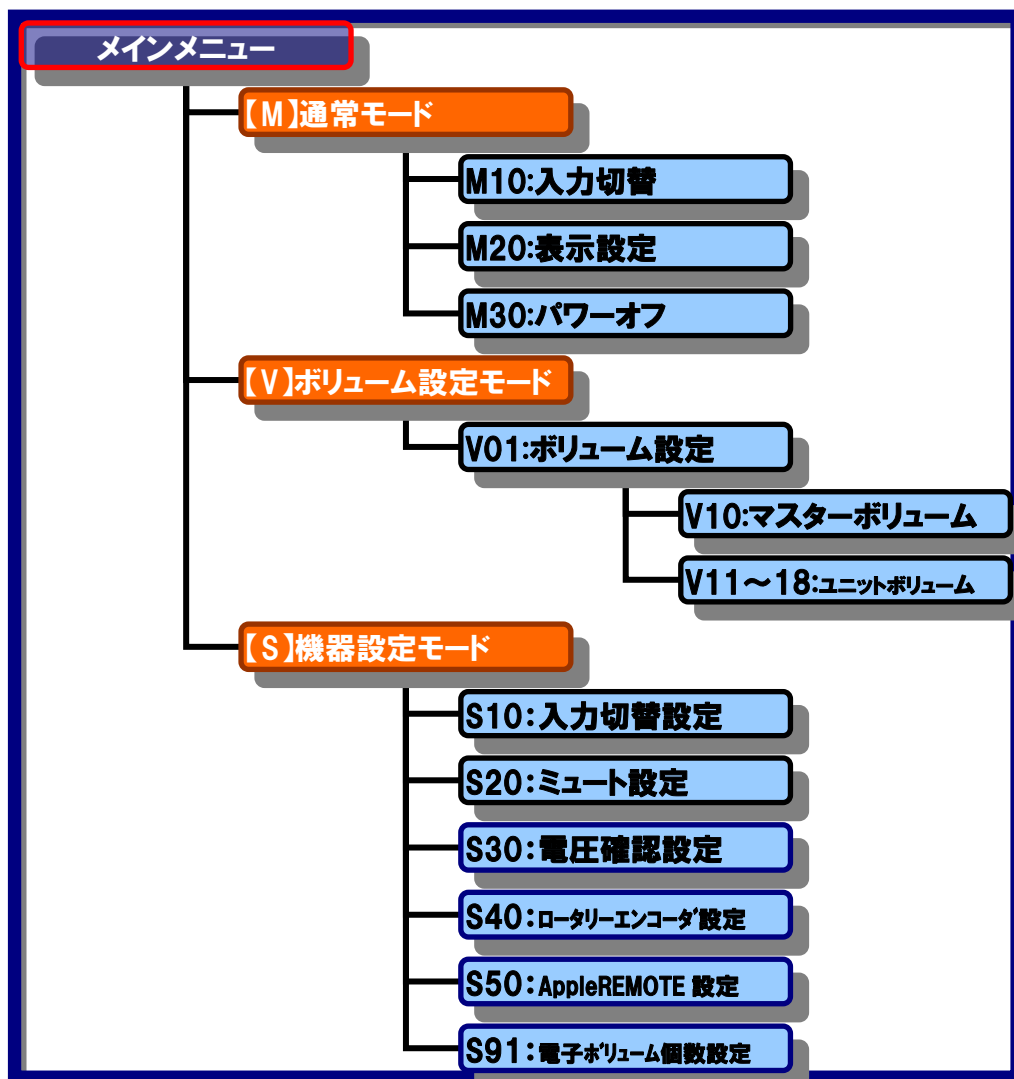 メインメニュー
【M】通常モード
M10:入力切替
M20:表示設定
M30:パワーオフ
【V】ボリューム設定モード
V01:ボリューム設定
V10:マスターボリューム
V11～18:ユニットボリューム
【S】機器設定モード
S10:入力切替設定
S20:ミュート設定
S30:電圧確認設定
S40:ロータリーエンコーダ設定
S50:AppleREMOTE 設定
S91:電子ボリューム個数設定